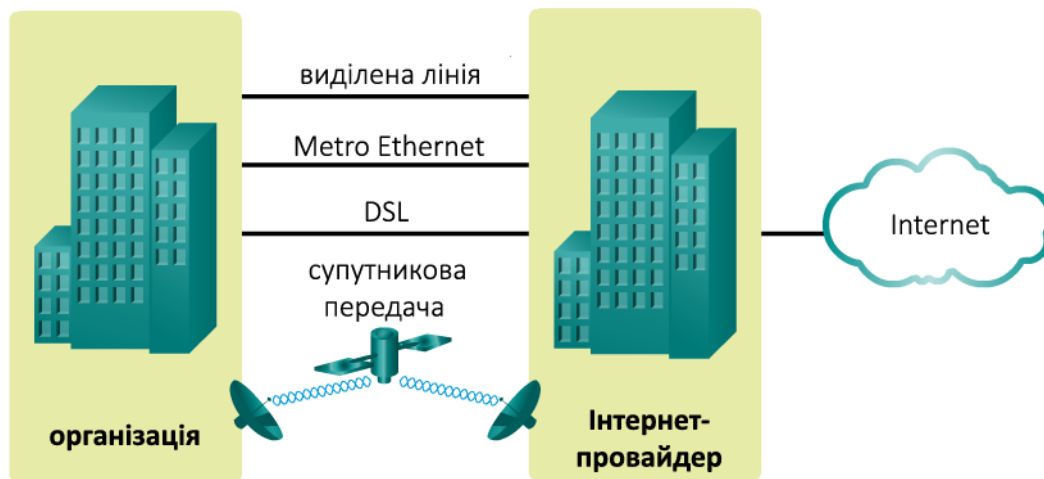 виділена лінія
Metro Ethernet
DSL
супутникова
передача
Internet
організація
Інтернет-
провайдер